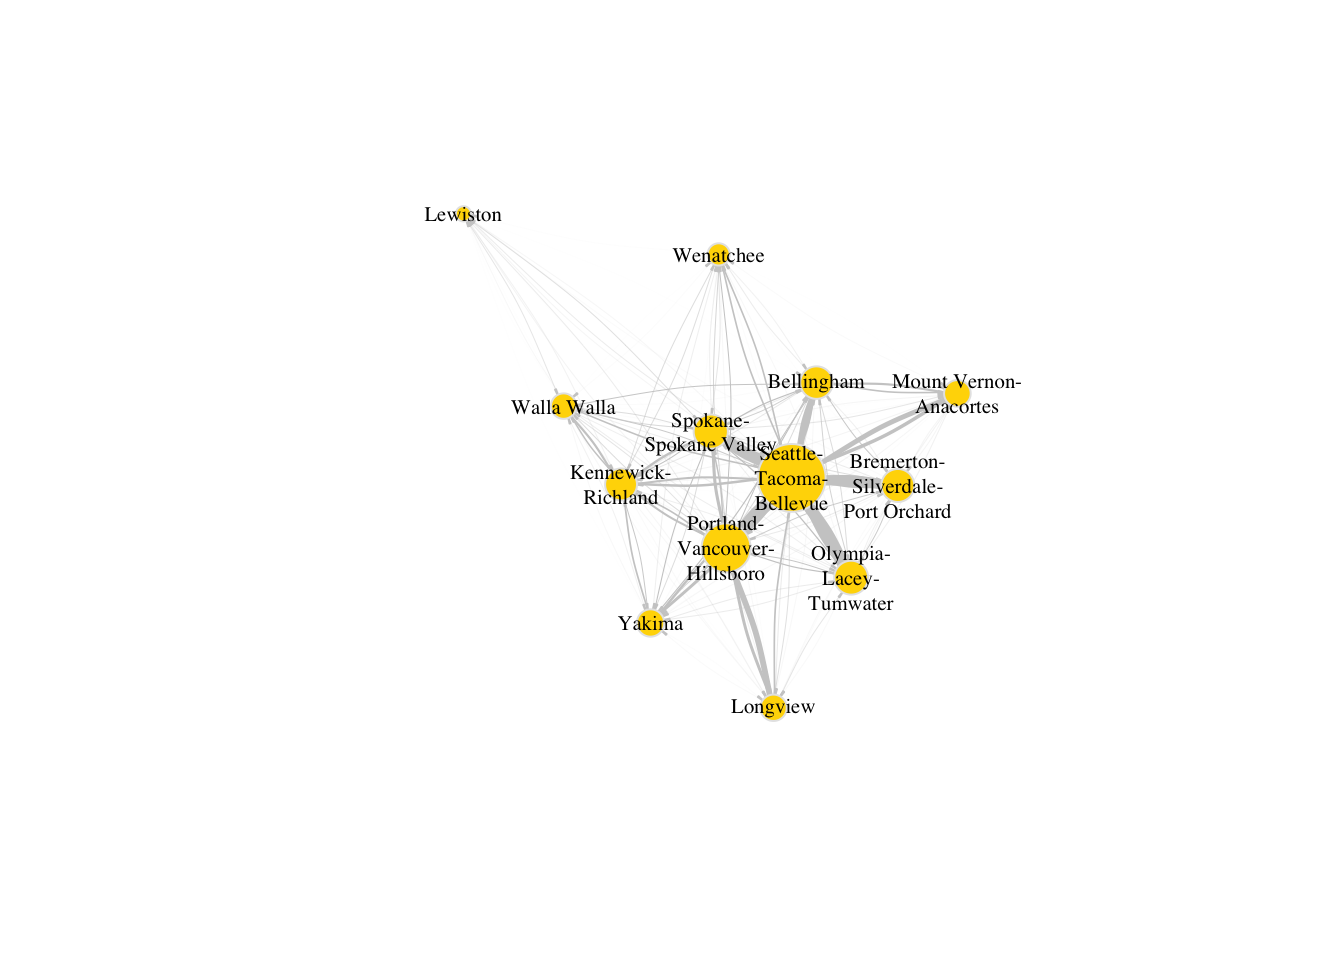 Lewiston
Wenatchee
Bellingham
Mount Vernon-
Anacortes
Walla Walla
Spokane-
Spokane Valley
Seattle-
Tacoma-
Bellevue
Bremerton-
Silverdale-
Port Orchard
Kennewick-
Richland
Portland-
Vancouver-
Hillsboro
Olympia-
Lacey-
Tumwater
Yakima
Longview